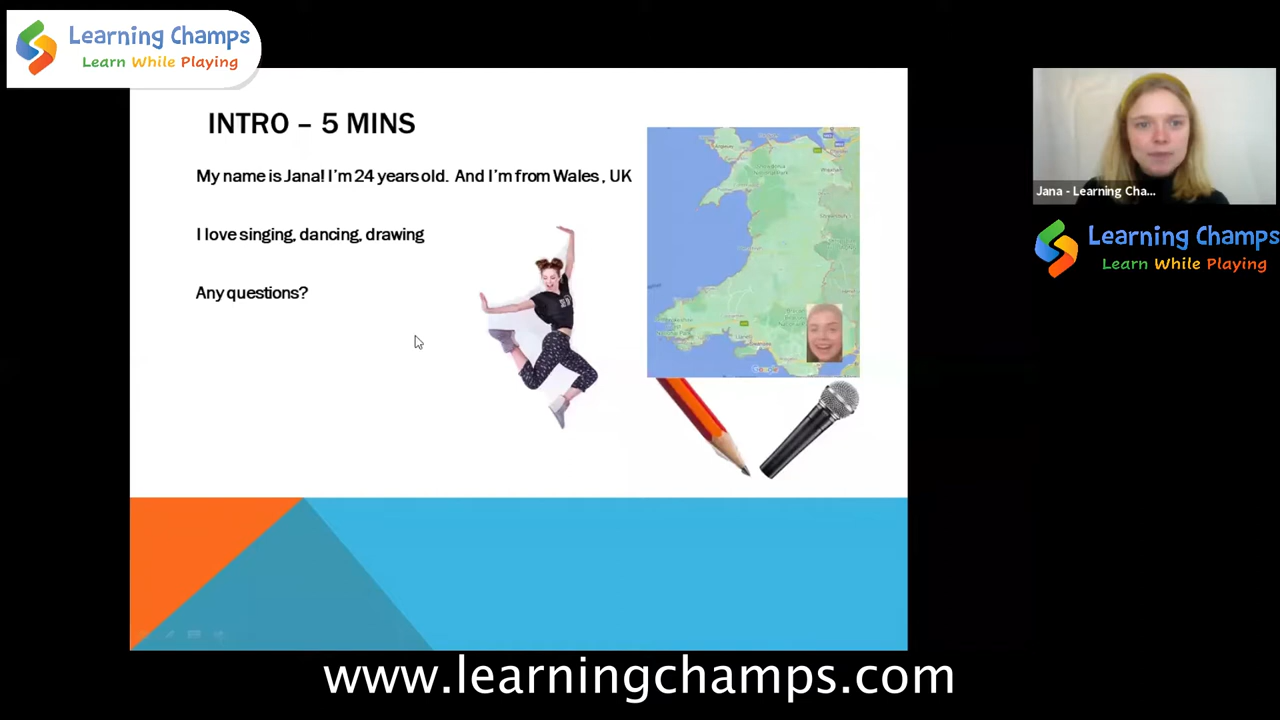 Learning Champs
Learn While Playing
INTRO – 5 MINS
My name is Jana! I'm 24 years old. And I'm from Wales , UK
I love singing, dancing, drawing
Any questions?
Jana - Learning Cha...
Learning Champs
Learn While Playing
www.learningchamps.com